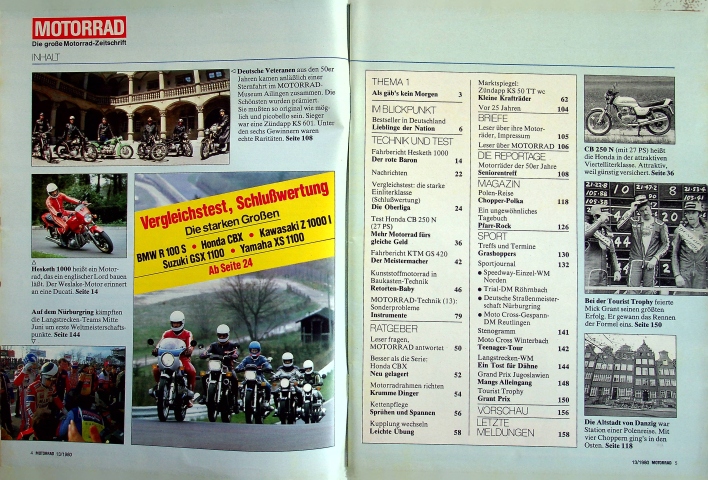 MOTORRAD
Die große Motorrad-Zeitschrift
INHALT
Deutsche Veteranen aus den 50er
Jahren kamen anläßlich einer
Sternfahrt im MOTORRAD-
Museum Ailingen zusammen. Die
Schönsten wurden prämiert.
Sie mußten so original wie mög-
lich und picobello sein. Sieger
war eine Zündapp KS 601. Unter
den sechs Gewinnern waren
echte Raritäten. Seite 108
Hesketh 1000 heißt ein Motor-
rad, das ein englischer Lord bauen
läßt. Der Weslake-Motor erinnert
an eine Ducati. Seite 14
Auf dem Nürburgring kämpften
die Langstrecken-Teams Mitte
Juni um erste Weltmeisterschafts-
punkte. Seite 144
Vergleichstest, Schlußwertung
Die starken Großen
BMW R 100 S • Honda CBX • Kawasaki Z 1000 I
Suzuki GSX 1100 • Yamaha XS 1100
Ab Seite 24
4 MOTORRAD 13/1980
THEMA 1
Als gäb's kein Morgen 3
IM BLICKPUNKT
Bestseller in Deutschland
Lieblinge der Nation 6
TECHNIK UND TEST
Fahrbericht Hesketh 1000
Der rote Baron 14
Nachrichten 22
Vergleichstest: die starke
Einliterklasse
(Schlußwertung)
Die Oberliga 24
Test Honda CB 250 N
(27 PS)
Mehr Motorrad fürs
gleiche Geld 36
Fahrbericht KTM GS 420
Der Meistermacher 42
Kunststoffmotorrad in
Baukasten-Technik
Retorten-Baby 46
MOTORRAD-Technik (13):
Sonderprobleme
Instrumente 79
RATGEBER
Leser fragen,
MOTORRAD antwortet 50
Besser als die Serie:
Honda CBX
Neu gelagert 52
Motorradrahmen richten
Krumme Dinger 54
Kettenpflege
Sprühen und Spannen 56
Kupplung wechseln
Leichte Übung 58
Marktspiegel:
Zündapp KS 50 TT wc
Kleine Krafträder 62
Vor 25 Jahren 104
BRIEFE
Leser über ihre Motor-
räder, Impressum 105
Leser über MOTORRAD 106
DIE REPORTAGE
Motorräder der 50er Jahre
Seniorentreff 108
MAGAZIN
Polen-Reise
Chopper-Polka 118
Ein ungewöhnliches
Tagebuch
Pfarr-Rock 126
SPORT
Treffs und Termine
Grashoppers 130
Sportjournal 132
• Speedway-Einzel-WM
Norden
• Trial-DM Röhrnbach
• Deutsche Straßenmeister-
schaft Nürburgring
• Moto Cross-Gespann-
DM Reutlingen
Stenogramm 141
Moto Cross Winterbach
Teenager-Tour 142
Langstrecken-WM
Ein Tost für Dähne 144
Grand Prix Jugoslawien
Mangs Alleingang 148
Tourist Trophy
Grant Prix 150
VORSCHAU 156
LETZTE
MELDUNGEN 158
CB 250 N (mit 27 PS) heißt
die Honda in der attraktiven
Viertelliterklasse. Attraktiv,
weil günstig versichert. Seite 36
10
8
Bei der Tourist Trophy feierte
Mick Grant seinen größten
Erfolg. Er gewann das Rennen
der Formel eins. Seite 150
Die Altstadt von Danzig war
Station einer Polenreise. Mit
vier Choppern ging's in den
Osten. Seite 118
13/1980 MOTORRAD 5